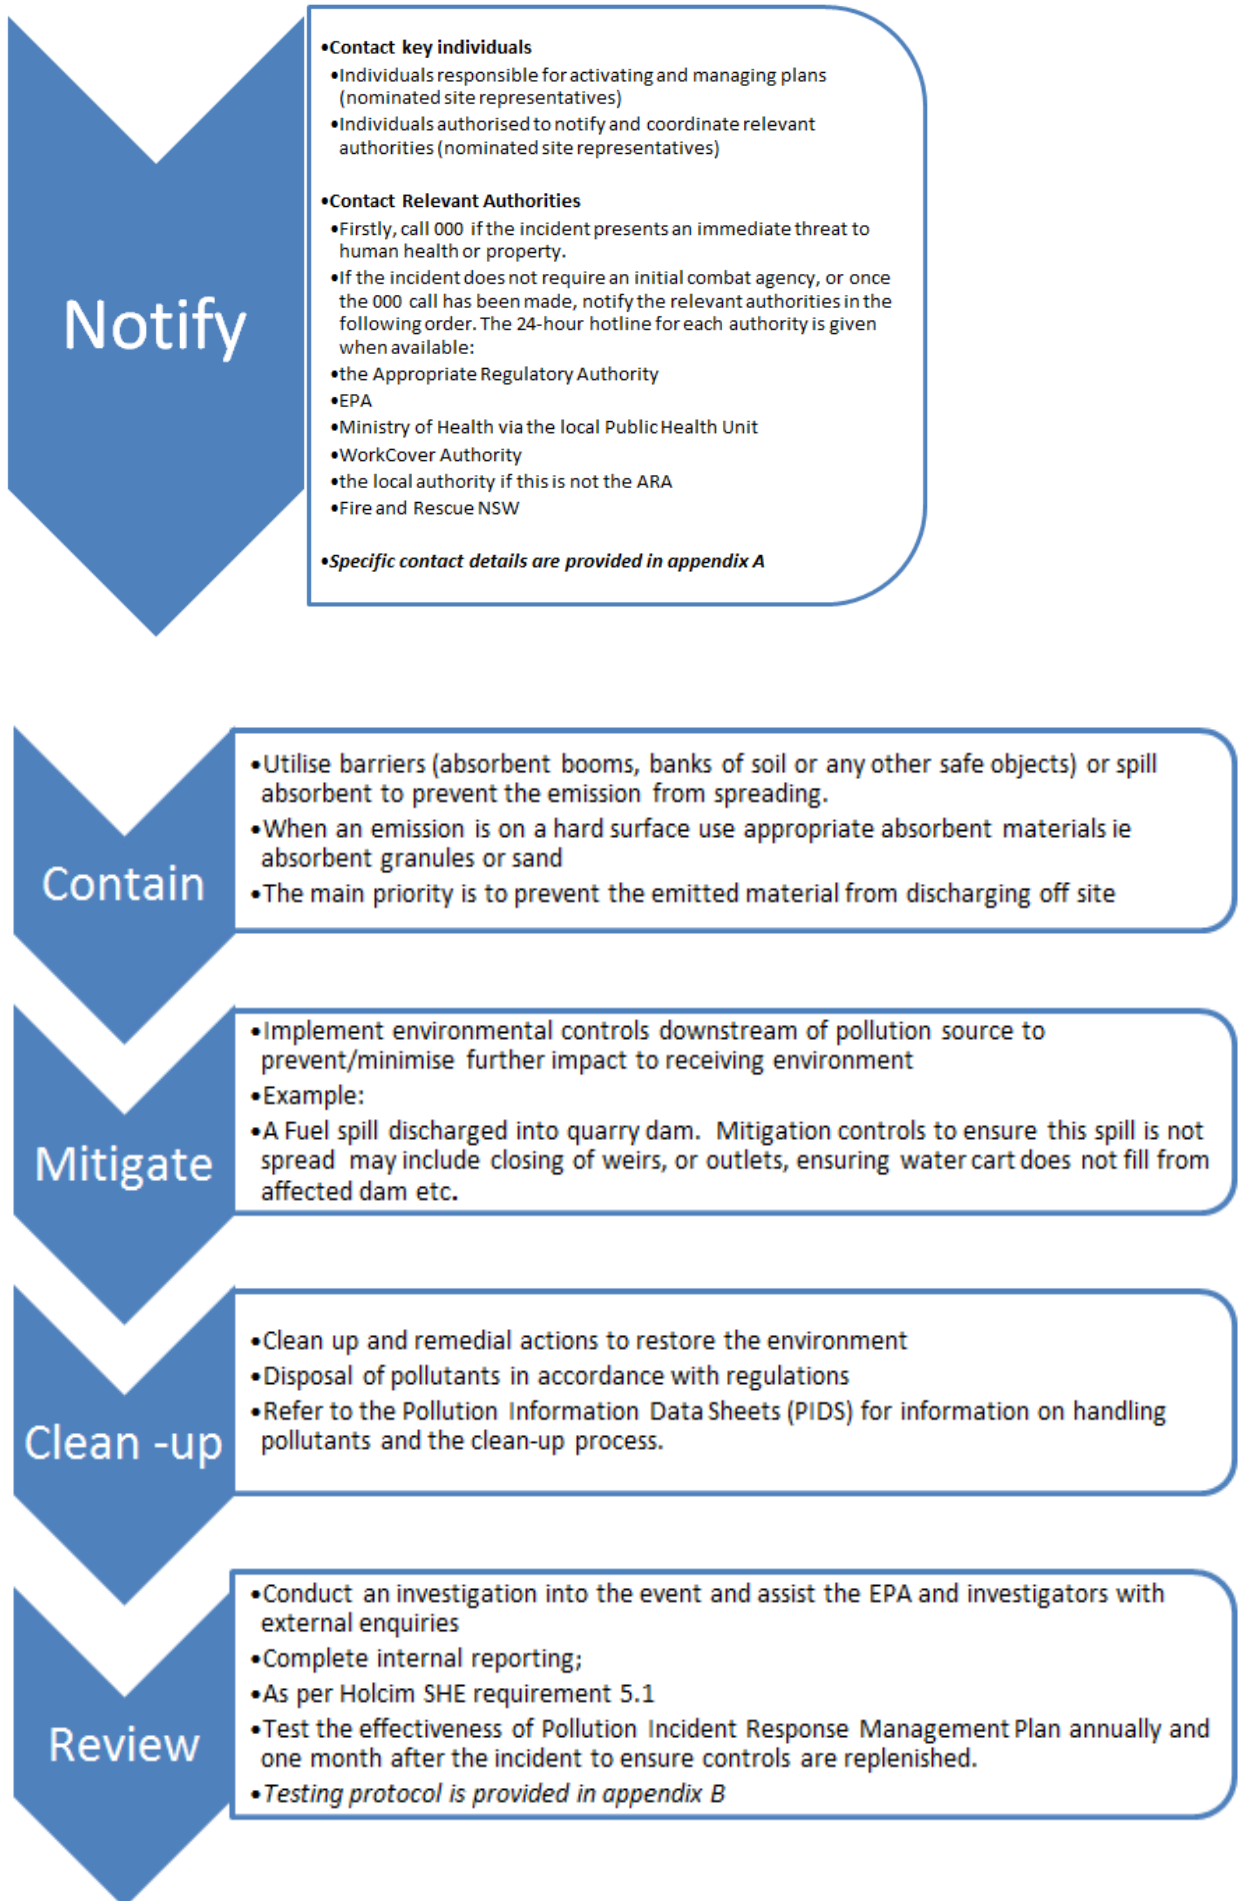 Notify
•Contact key individuals
•Individuals responsible for activating and managing plans
(nominated site representatives)
•Individuals authorised to notify and coordinate relevant
authorities (nominated site representatives)
•Contact Relevant Authorities
•Firstly, call 000 if the incident presents an immediate threat to
human health or property.
•If the incident does not require an initial combat agency, or once
the 000 call has been made, notify the relevant authorities in the
following order. The 24-hour hotline for each authority is given
when available:
•the Appropriate Regulatory Authority
•EPA
•Ministry of Health via the local Public Health Unit
•WorkCover Authority
•the local authority if this is not the ARA
•Fire and Rescue NSW
•Specific contact details are provided in appendix A
Contain
•Utilise barriers (absorbent booms, banks of soil or any other safe objects) or spill
absorbent to prevent the emission from spreading.
•When an emission is on a hard surface use appropriate absorbent materials ie
absorbent granules or sand
•The main priority is to prevent the emitted material from discharging off site
Mitigate
•Implement environmental controls downstream of pollution source to
prevent/minimise further impact to receiving environment
•Example:
•A Fuel spill discharged into quarry dam. Mitigation controls to ensure this spill is not
spread may include closing of weirs, or outlets, ensuring water cart does not fill from
affected dam etc.
Clean -up
•Clean up and remedial actions to restore the environment
•Disposal of pollutants in accordance with regulations
•Refer to the Pollution Information Data Sheets (PIDS) for information on handling
pollutants and the clean-up process.
Review
•Conduct an investigation into the event and assist the EPA and investigators with
external enquiries
•Complete internal reporting;
•As per Holcim SHE requirement 5.1
•Test the effectiveness of Pollution Incident Response Management Plan annually and
one month after the incident to ensure controls are replenished.
•Testing protocol is provided in appendix B